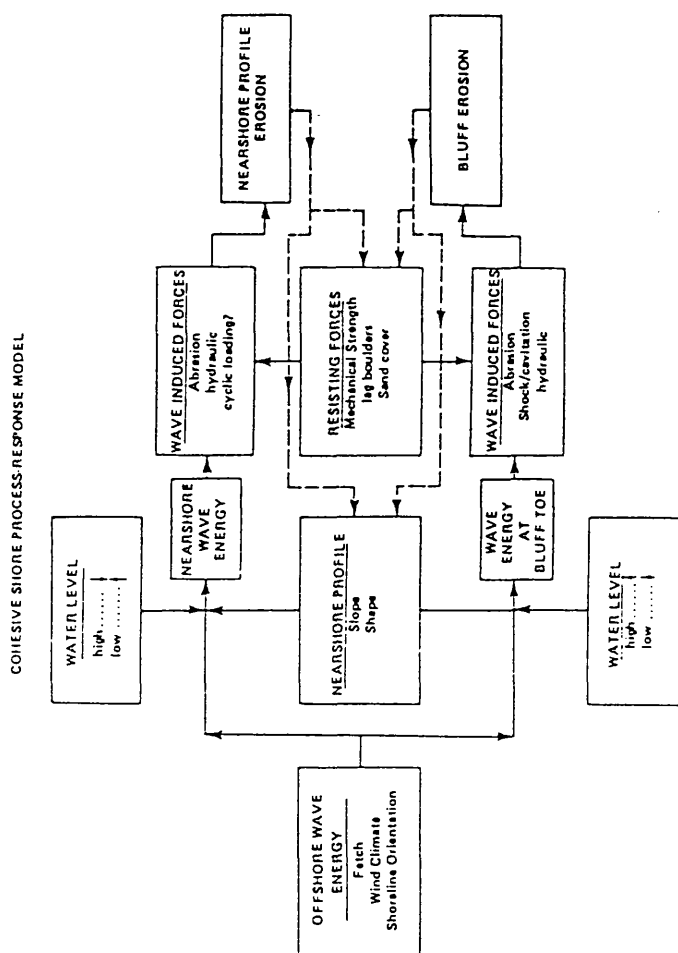 COHESIVE SHORE PROCESS-RESPONSE MODEL
OFFSHORE WAVE
ENERGY
Fetch
Wind Climate
Shoreline Orientation
WATER LEVEL
high........
low ........
NEARSHORE PROFILE
Slope
Shape
WATER LEVEL
high........
low ........
NEARSHORE
WAVE
ENERGY
WAVE
ENERGY
AT
BLUFF TOE
WAVE INDUCED FORCES
Abrasion
hydraulic
cyclic loading?
RESISTING FORCES
Mechanical Strength
lag boulders
Sand cover
WAVE INDUCED FORCES
Abrasion
Shock/cavitation
hydraulic
NEARSHORE PROFILE
EROSION
BLUFF EROSION